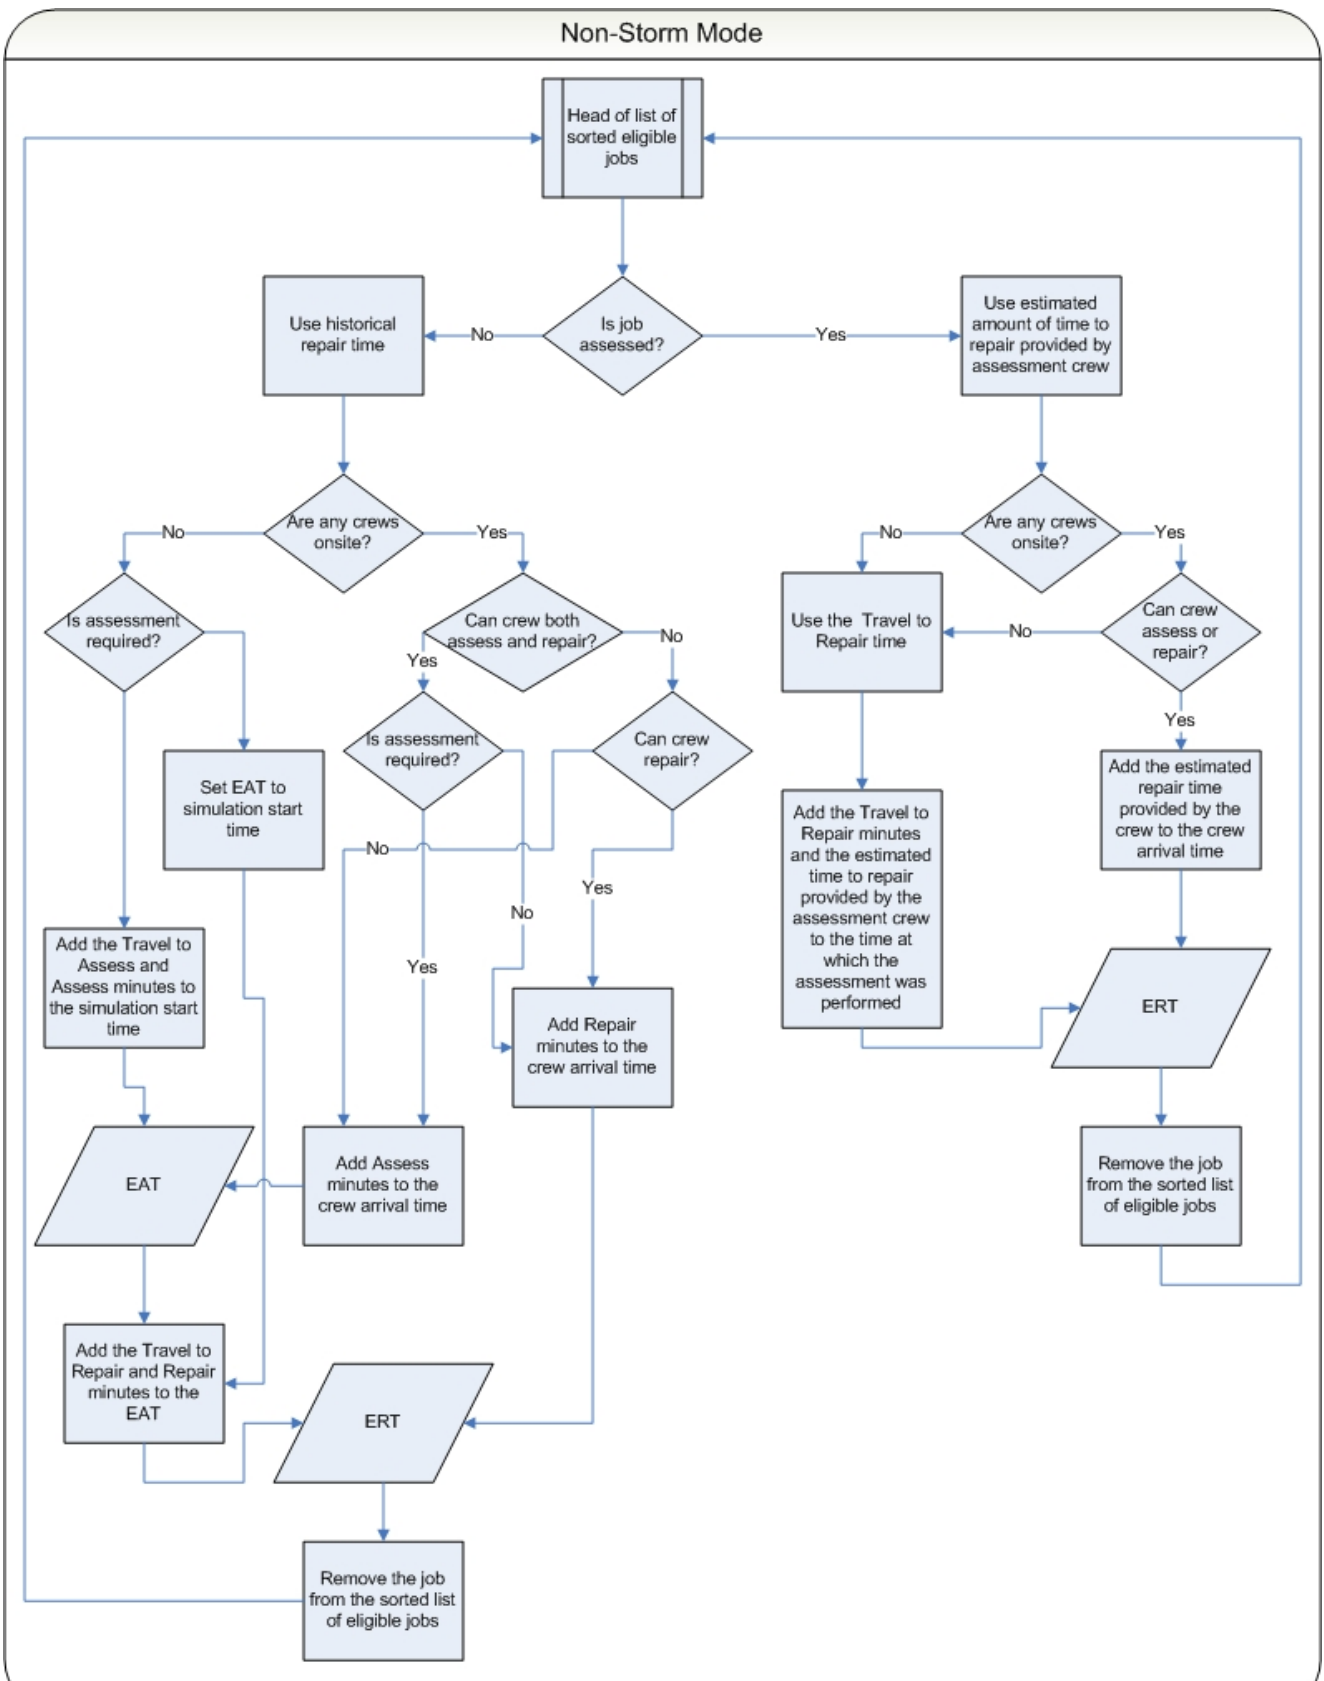 Non-Storm Mode
Head of list of
sorted eligible
jobs
Use historical
repair time
No
Is job
assessed?
Yes
Use estimated
amount of time to
repair provided by
assessment crew
No
Are any crews
onsite?
Yes
No
Are any crews
onsite?
Yes
Is assessment
required?
Can crew both
assess and repair?
Yes
No
Use the Travel to
Repair time
No
Can crew
assess or
repair?
Yes
Is assessment
required?
Can crew
repair?
Set EAT to
simulation start
time
Add the Travel to
Repair minutes
and the estimated
time to repair
provided by the
assessment crew
to the time at
which the
assessment was
performed
Add the estimated
repair time
provided by the
crew to the crew
arrival time
No
Yes
No
Yes
Add the Travel to
Assess and
Assess minutes to
the simulation start
time
Add Repair
minutes to the
crew arrival time
ERT
EAT
Add Assess
minutes to the
crew arrival time
Remove the job
from the sorted list
of eligible jobs
Add the Travel to
Repair and Repair
minutes to the
EAT
ERT
Remove the job
from the sorted list
of eligible jobs